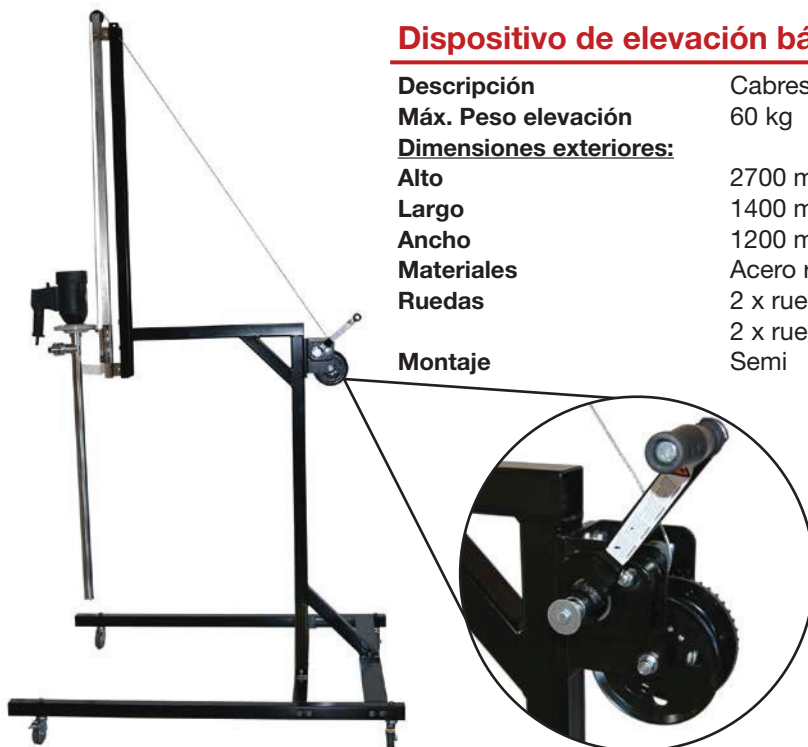 Dispositivo de elevación bá
Descripción Cabres
Máx. Peso elevación 60 kg
Dimensiones exteriores:
Alto 2700 m
Largo 1400 m
Ancho 1200 m
Materiales Acero r
Ruedas 2 x rue
2 x rue
Montaje Semi